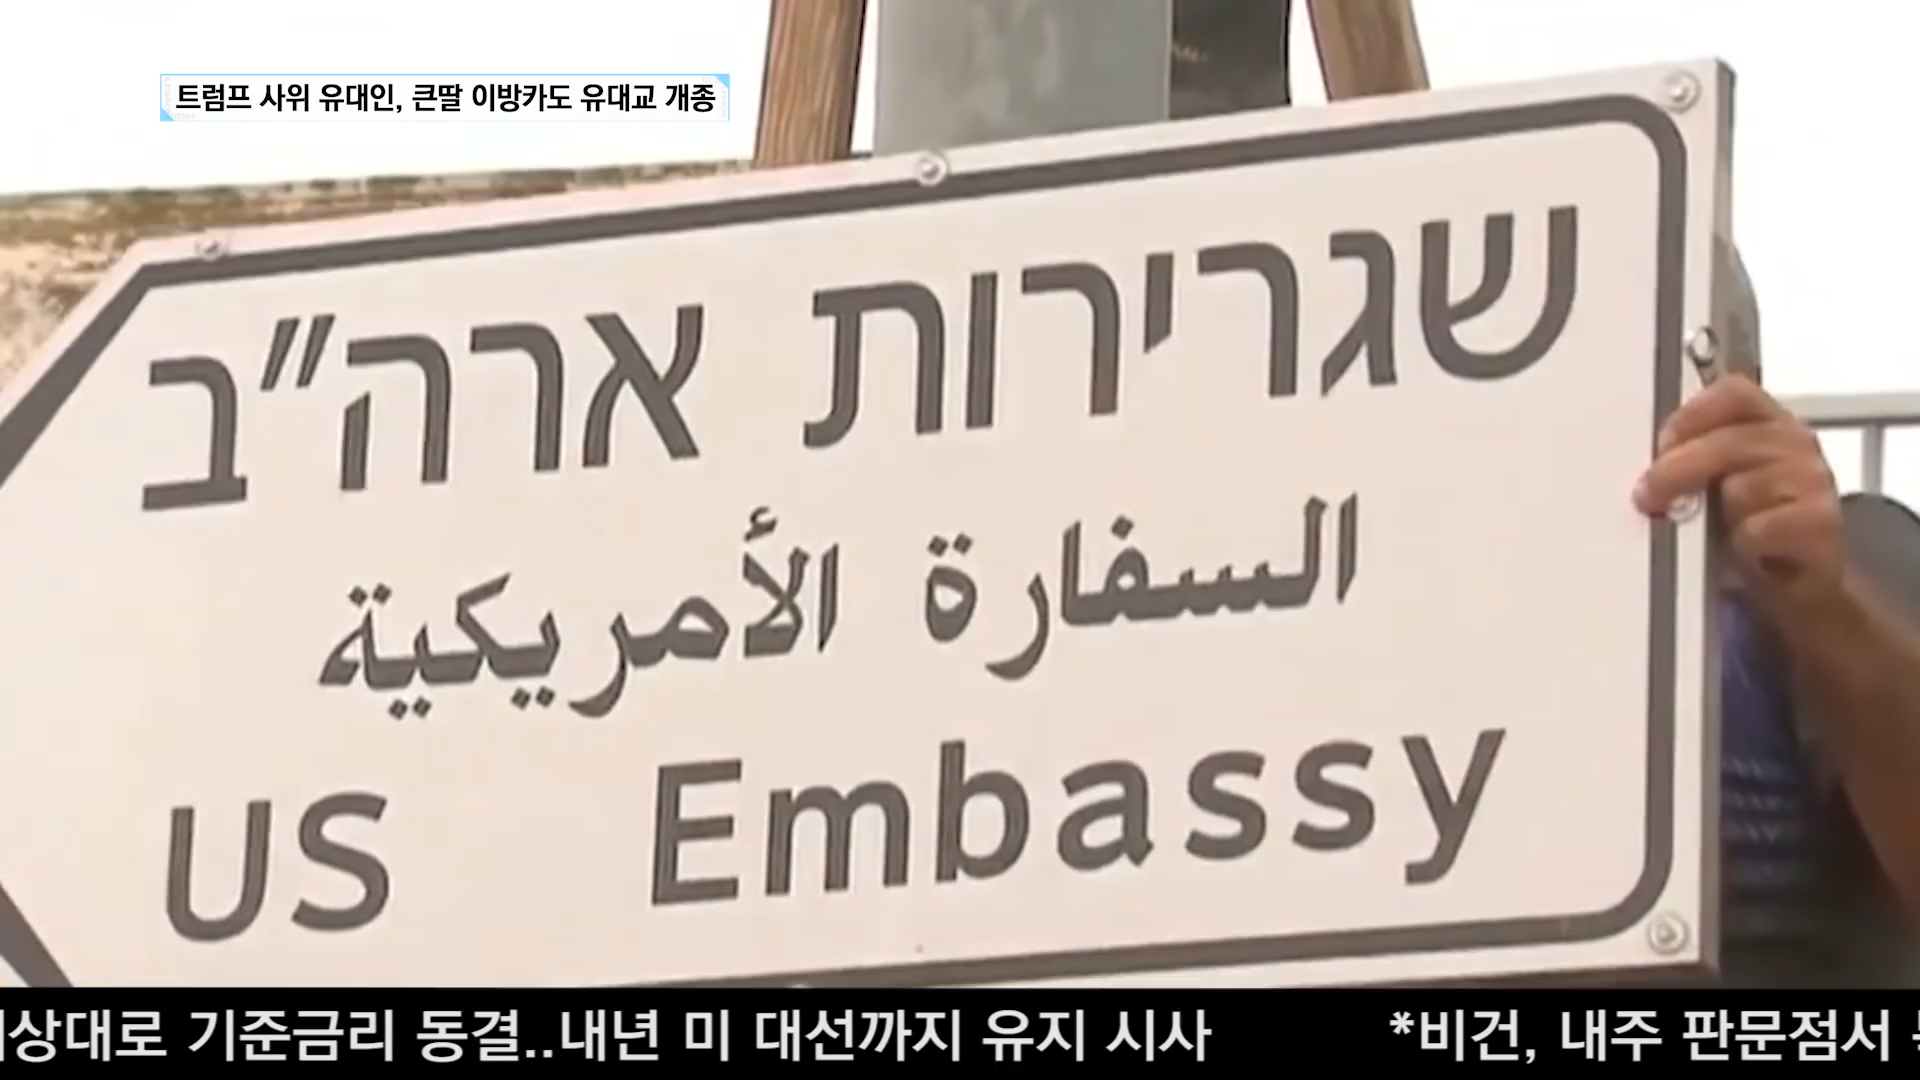 트럼프 사위 유대인, 큰딸 이방카도 유대교 개종
שגרירות ארה״ב
السفارة الأمريكية
US Embassy
상대로 기준금리 동결..내년 미 대선까지 유지 시사 *비건, 내주 판문점서